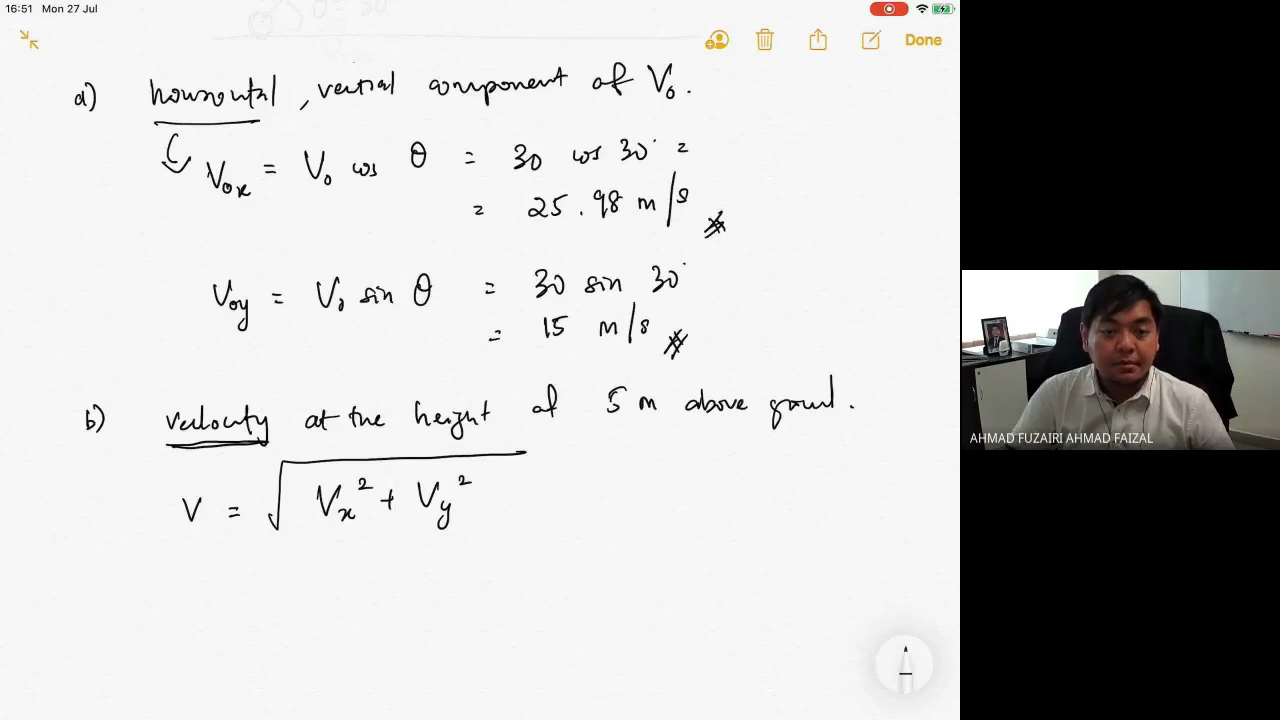 16:51 Mon 27 Jul
Done
a) horizontal, vertical component of V₀.
V₀ₓ = V₀ cos θ = 30 cos 30° =
= 25.98 m/s
V₀y = V₀ sin θ = 30 sin 30°
= 15 m/s
b) velocity at the height of 5 m above ground.
V = √(Vₓ² + Vy²)
AHMAD FUZAIRI AHMAD FAIZAL